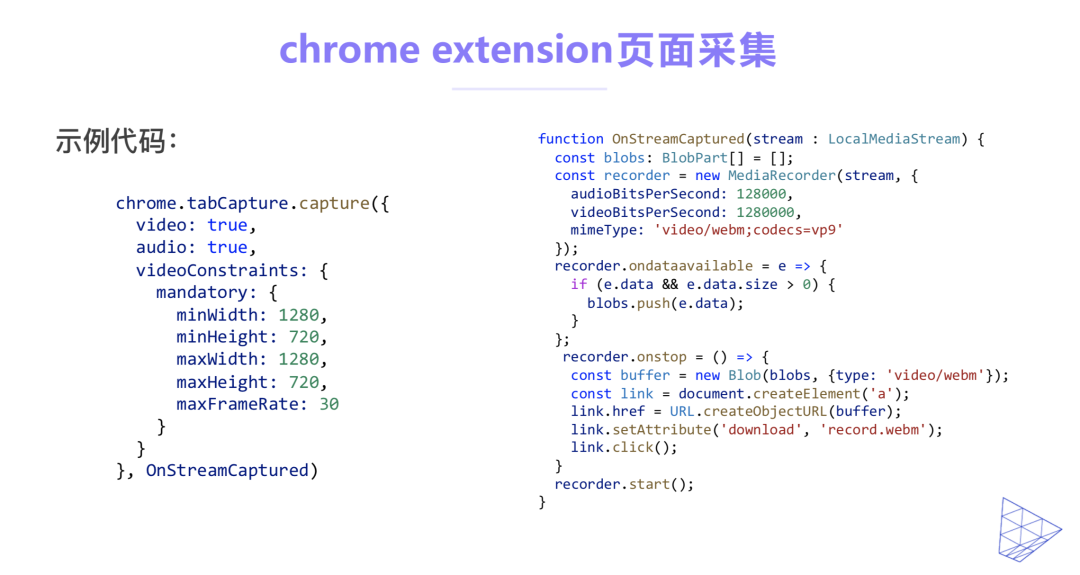 chrome extension页面采集
示例代码：
chrome.tabCapture.capture({
  video: true,
  audio: true,
  videoConstraints: {
    mandatory: {
      minWidth: 1280,
      minHeight: 720,
      maxWidth: 1280,
      maxHeight: 720,
      maxFrameRate: 30
    }
  }
}, OnStreamCaptured)
function OnStreamCaptured(stream : LocalMediaStream) {
  const blobs: BlobPart[] = [];
  const recorder = new MediaRecorder(stream, {
    audioBitsPerSecond: 128000,
    videoBitsPerSecond: 1280000,
    mimeType: 'video/webm;codecs=vp9'
  });
  recorder.ondataavailable = e => {
    if (e.data && e.data.size > 0) {
      blobs.push(e.data);
    }
  };
   recorder.onstop = () => {
    const buffer = new Blob(blobs, {type: 'video/webm'});
    const link = document.createElement('a');
    link.href = URL.createObjectURL(buffer);
    link.setAttribute('download', 'record.webm');
    link.click();
  }
  recorder.start();
}